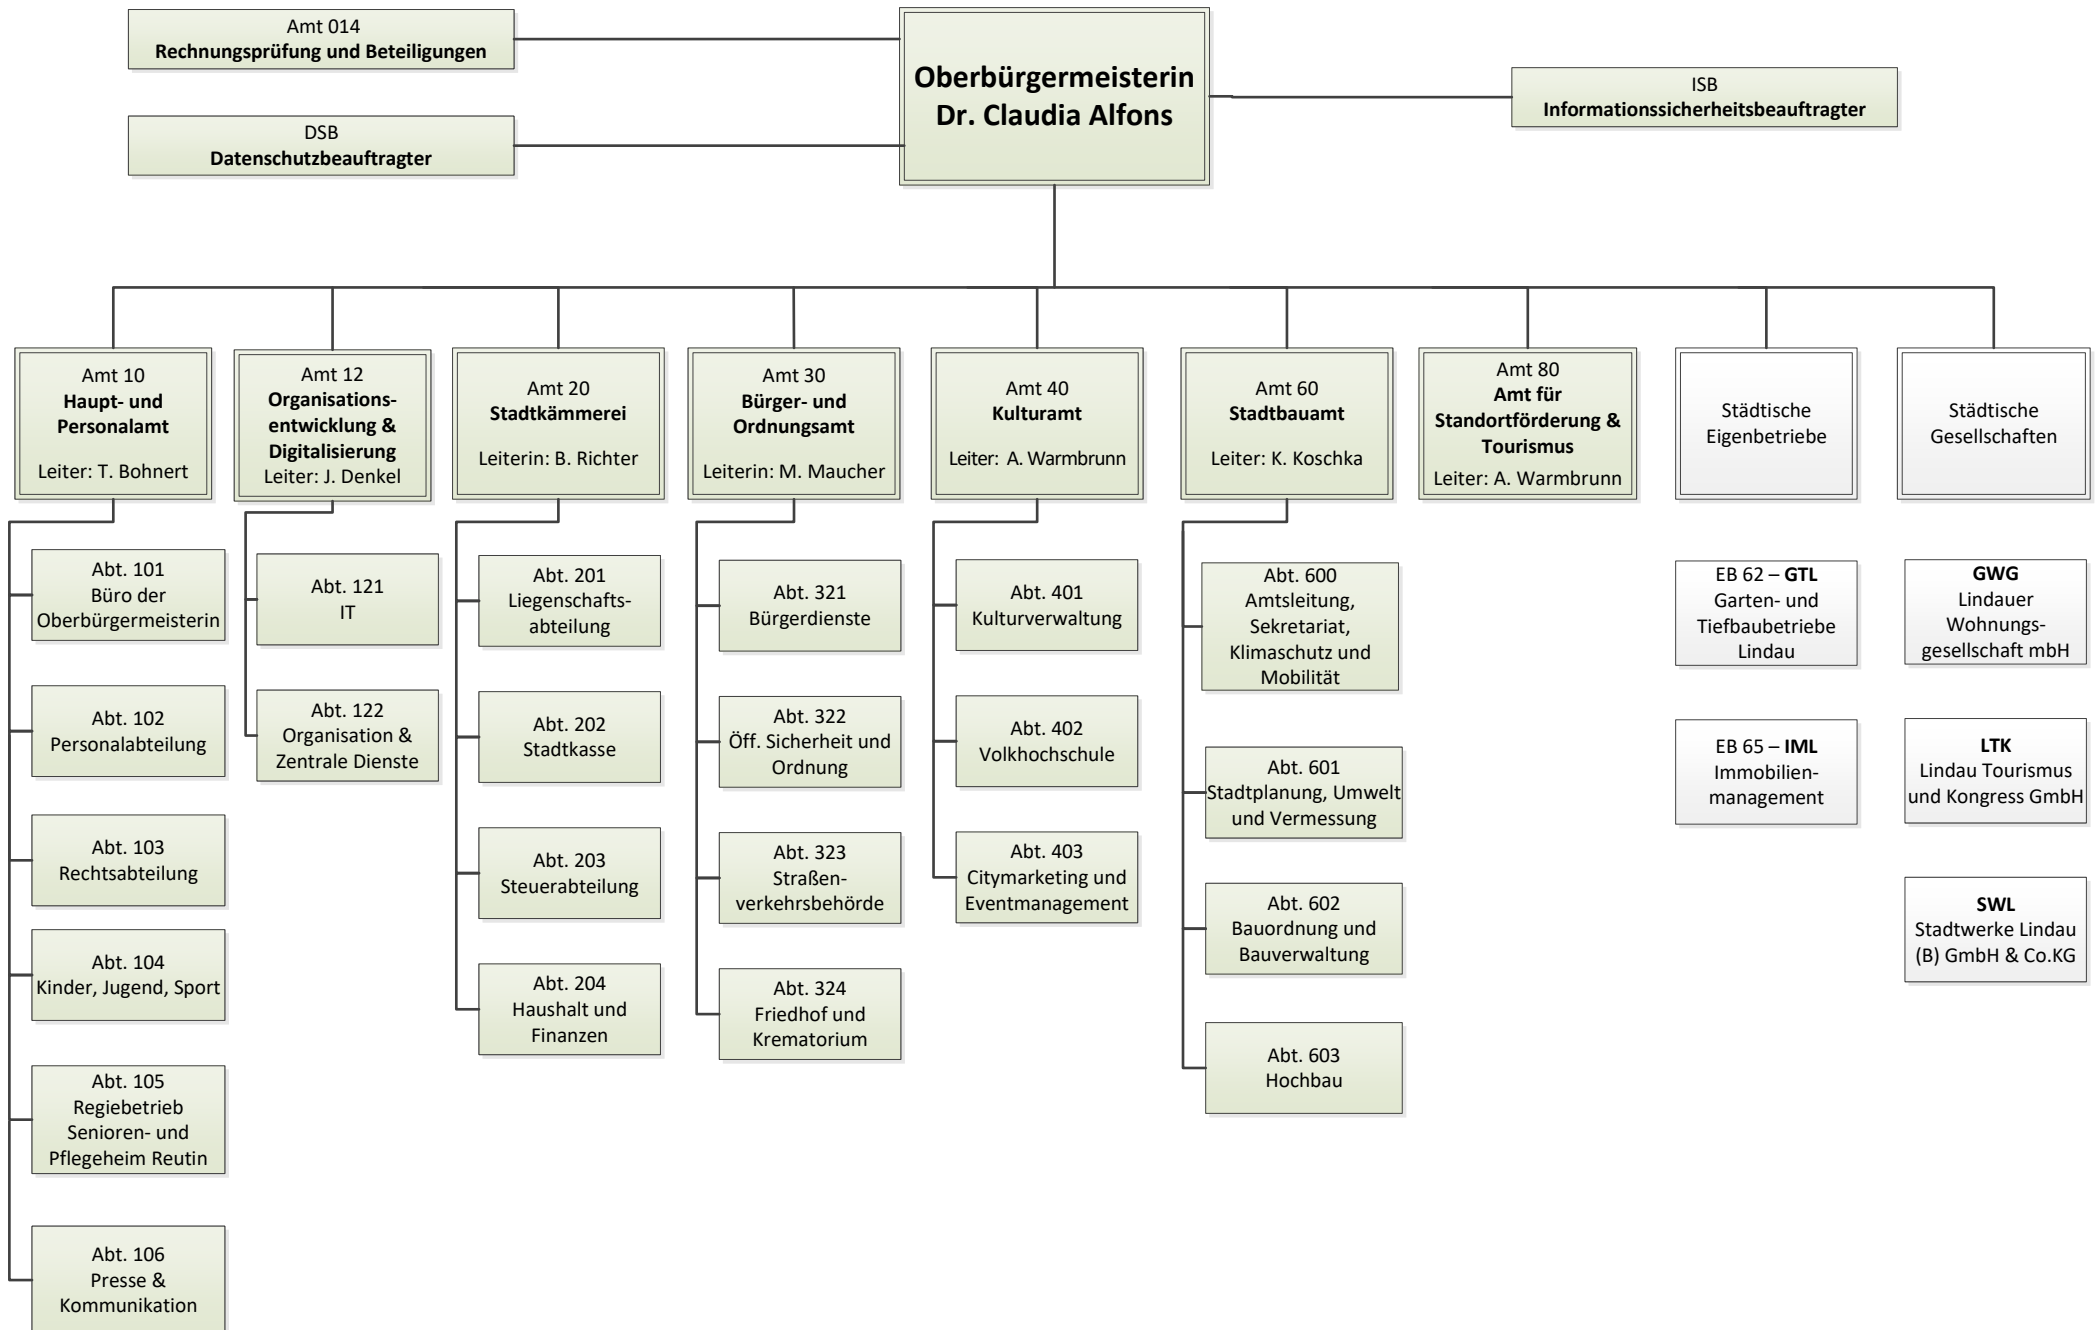 Amt 014
Rechnungsprüfung und Beteiligungen
DSB
Datenschutzbeauftragter
Oberbürgermeisterin
Dr. Claudia Alfons
ISB
Informationssicherheitsbeauftragter
Amt 10
Haupt- und
Personalamt
Leiter: T. Bohnert
Amt 12
Organisations-
entwicklung &
Digitalisierung
Leiter: J. Denkel
Amt 20
Stadtkämmerei
Leiterin: B. Richter
Amt 30
Bürger- und
Ordnungsamt
Leiterin: M. Maucher
Amt 40
Kulturamt
Leiter: A. Warmbrunn
Amt 60
Stadtbauamt
Leiter: K. Koschka
Amt 80
Amt für
Standortförderung &
Tourismus
Leiter: A. Warmbrunn
Städtische
Eigenbetriebe
Städtische
Gesellschaften
Abt. 101
Büro der
Oberbürgermeisterin
Abt. 102
Personalabteilung
Abt. 103
Rechtsabteilung
Abt. 104
Kinder, Jugend, Sport
Abt. 105
Regiebetrieb
Senioren- und
Pflegeheim Reutin
Abt. 106
Presse &
Kommunikation
Abt. 121
IT
Abt. 122
Organisation &
Zentrale Dienste
Abt. 201
Liegenschafts-
abteilung
Abt. 202
Stadtkasse
Abt. 203
Steuerabteilung
Abt. 204
Haushalt und
Finanzen
Abt. 321
Bürgerdienste
Abt. 322
Öff. Sicherheit und
Ordnung
Abt. 323
Straßen-
verkehrsbehörde
Abt. 324
Friedhof und
Krematorium
Abt. 401
Kulturverwaltung
Abt. 402
Volkhochschule
Abt. 403
Citymarketing und
Eventmanagement
Abt. 600
Amtsleitung,
Sekretariat,
Klimaschutz und
Mobilität
Abt. 601
Stadtplanung, Umwelt
und Vermessung
Abt. 602
Bauordnung und
Bauverwaltung
Abt. 603
Hochbau
EB 62 – GTL
Garten- und
Tiefbaubetriebe
Lindau
EB 65 – IML
Immobilien-
management
GWG
Lindauer
Wohnungs-
gesellschaft mbH
LTK
Lindau Tourismus
und Kongress GmbH
SWL
Stadtwerke Lindau
(B) GmbH & Co.KG